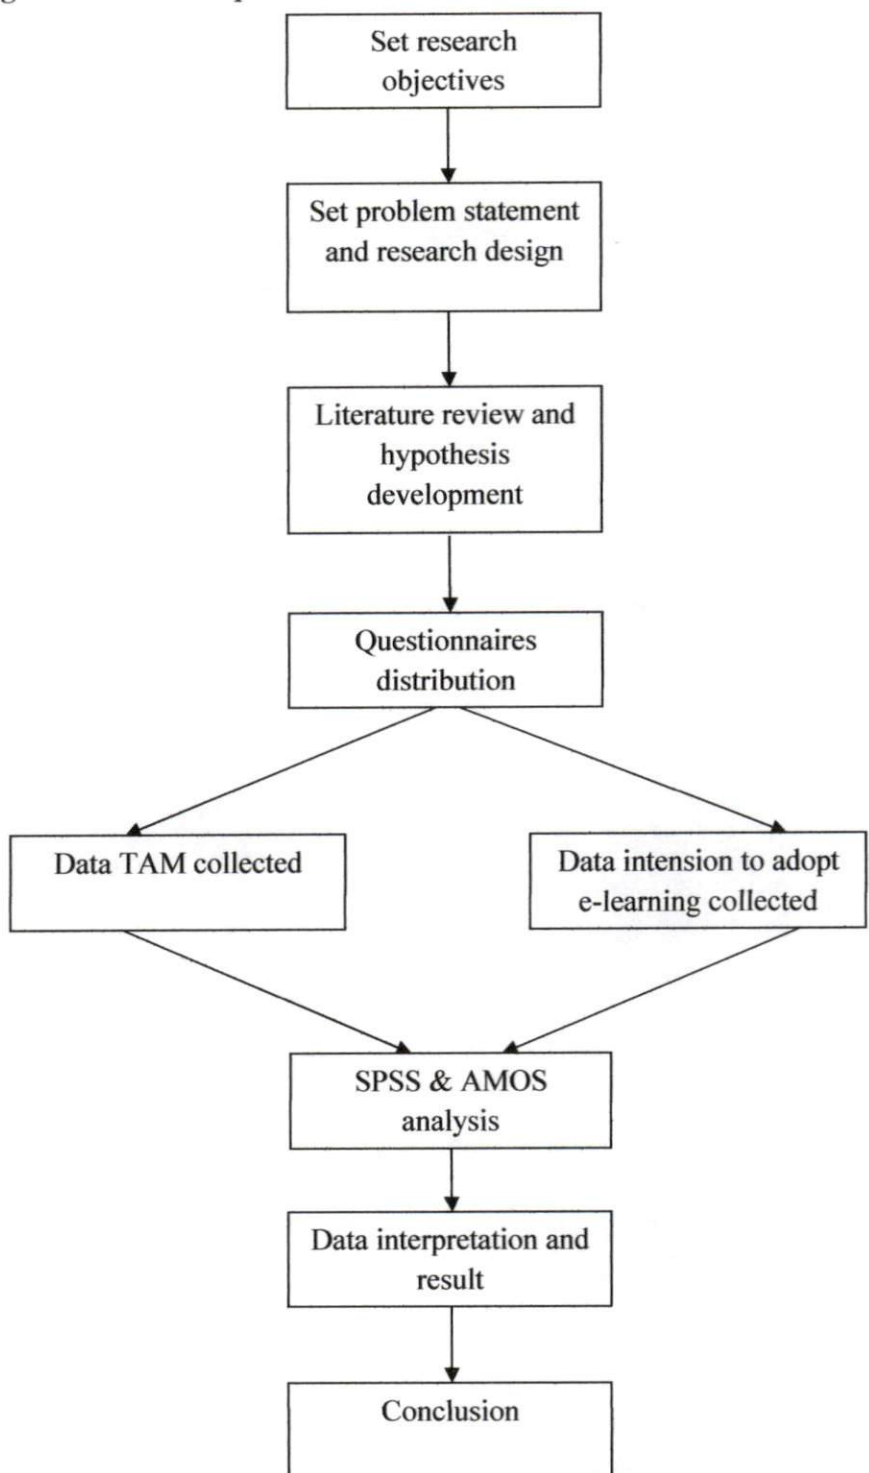 Set research
objectives
Set problem statement
and research design
Literature review and
hypothesis
development
Questionnaires
distribution
Data TAM collected
Data intension to adopt
e-learning collected
SPSS & AMOS
analysis
Data interpretation and
result
Conclusion